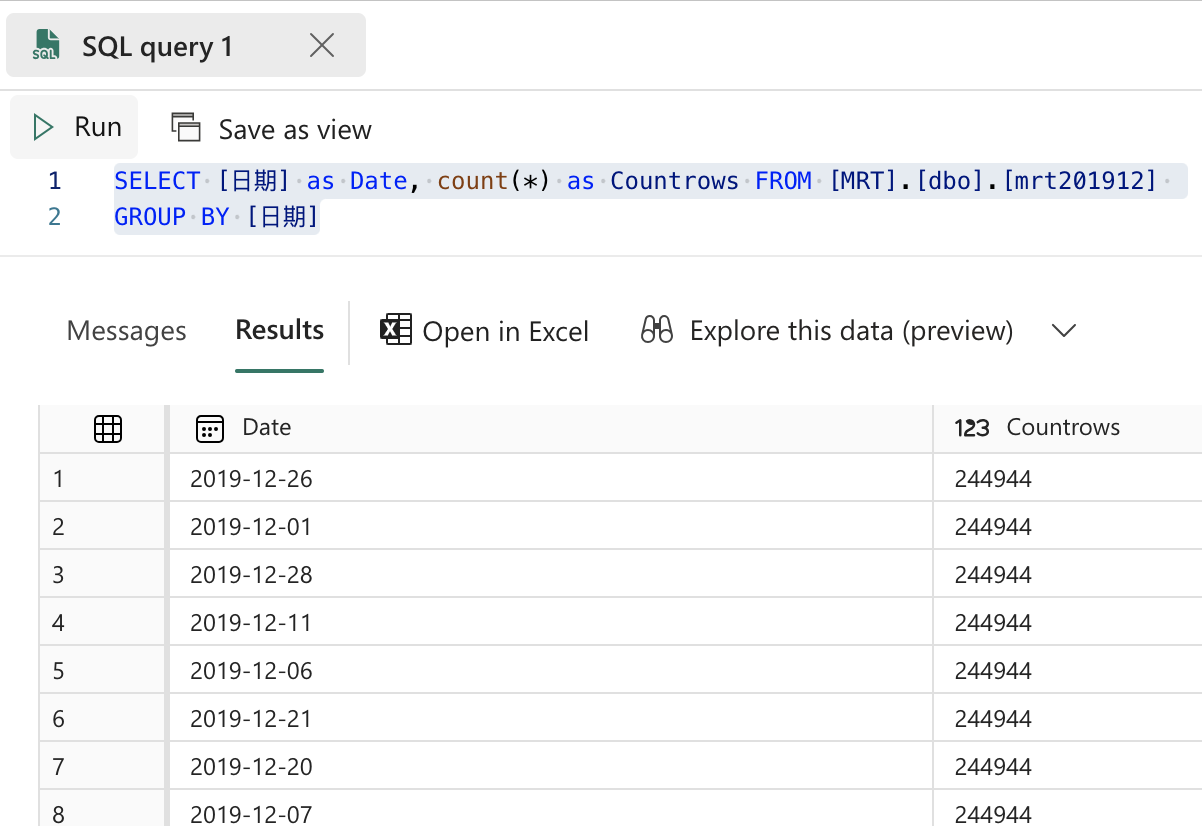 SQL SQL query 1
Run Save as view
1 SELECT [日期] as Date, count(*) as Countrows FROM [MRT].[dbo].[mrt201912]
2 GROUP BY [日期]
Messages Results Open in Excel Explore this data (preview)
Date 123 Countrows
1 2019-12-26 244944
2 2019-12-01 244944
3 2019-12-28 244944
4 2019-12-11 244944
5 2019-12-06 244944
6 2019-12-21 244944
7 2019-12-20 244944
8 2019-12-07 244944